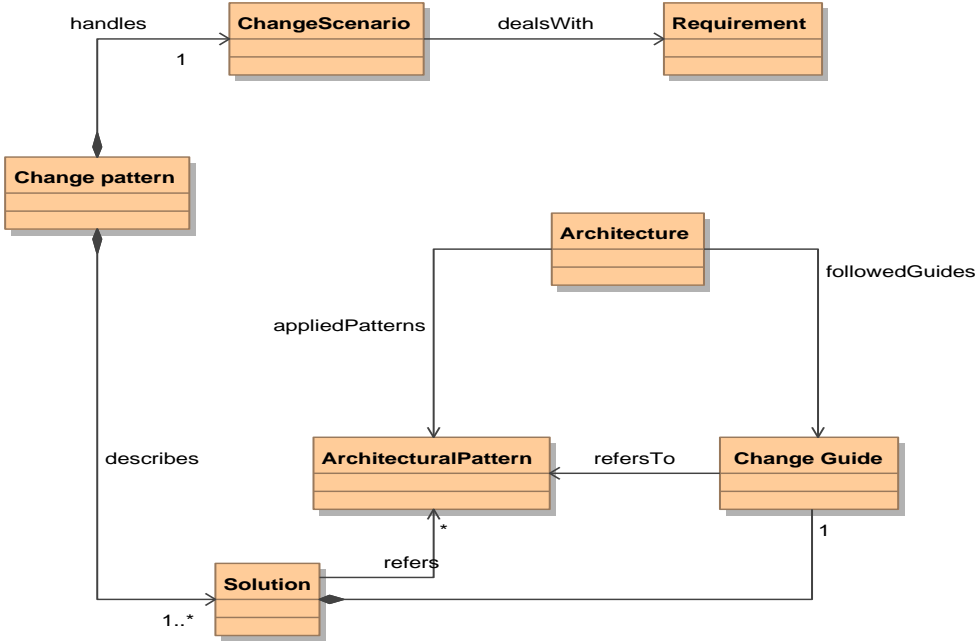 handles
ChangeScenario
dealsWith
Requirement
1
Change pattern
Architecture
followedGuides
appliedPatterns
describes
ArchitecturalPattern
refersTo
Change Guide
*
1
refers
Solution
1..*